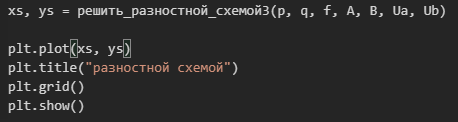 xs, ys = решить_разностной_схемой3(p, q, f, A, B, Ua, Ub)
plt.plot(xs, ys)
plt.title("разностной схемой")
plt.grid()
plt.show()